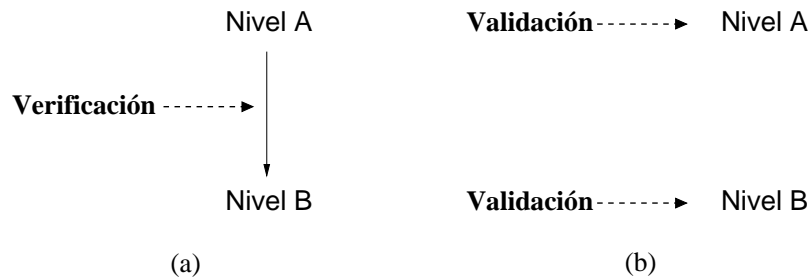 Nivel A
Verificación
Nivel B
(a)
Validación
Nivel A
Validación
Nivel B
(b)